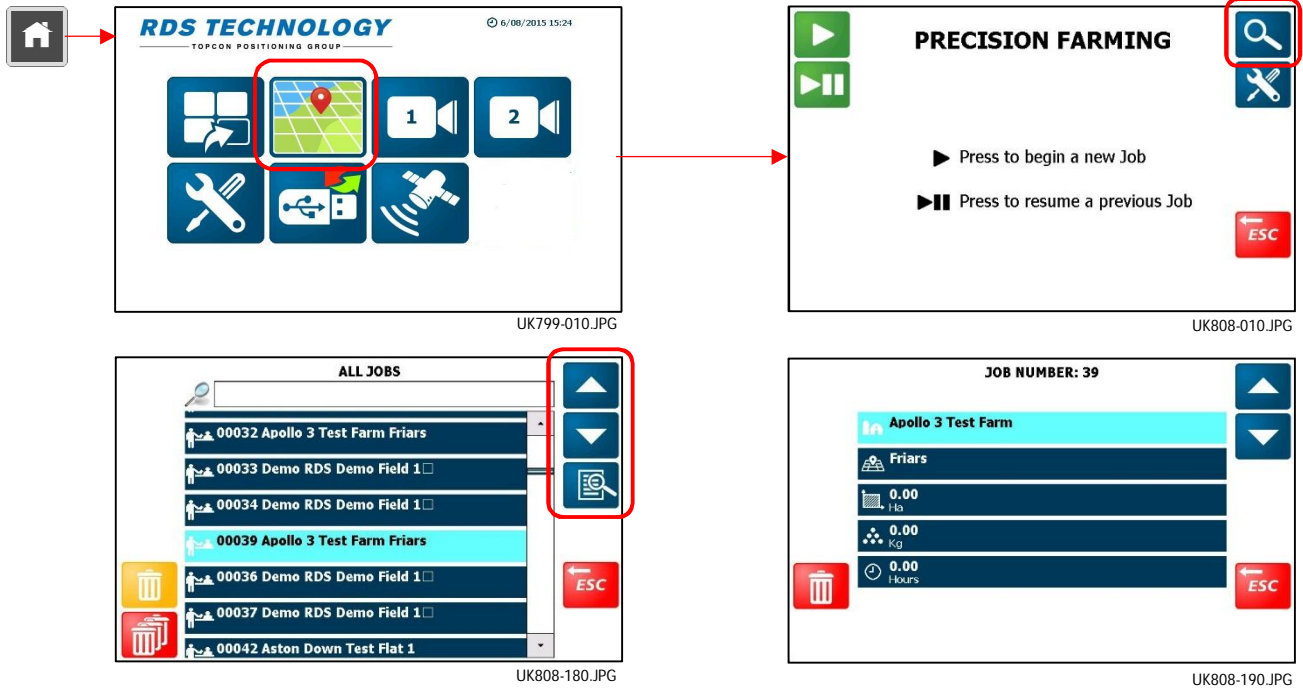 RDS TECHNOLOGY
TOPCON POSITIONING GROUP
6/08/2015 15:24
1
2
UK799-010.JPG
PRECISION FARMING
Press to begin a new Job
Press to resume a previous Job
ESC
UK808-010.JPG
ALL JOBS
00032 Apollo 3 Test Farm Friars
00033 Demo RDS Demo Field 1□
00034 Demo RDS Demo Field 1□
00039 Apollo 3 Test Farm Friars
00036 Demo RDS Demo Field 1□
00037 Demo RDS Demo Field 1□
00042 Aston Down Test Flat 1
ESC
UK808-180.JPG
JOB NUMBER: 39
Apollo 3 Test Farm
Friars
0.00
Ha
0.00
Kg
0.00
Hours
ESC
UK808-190.JPG